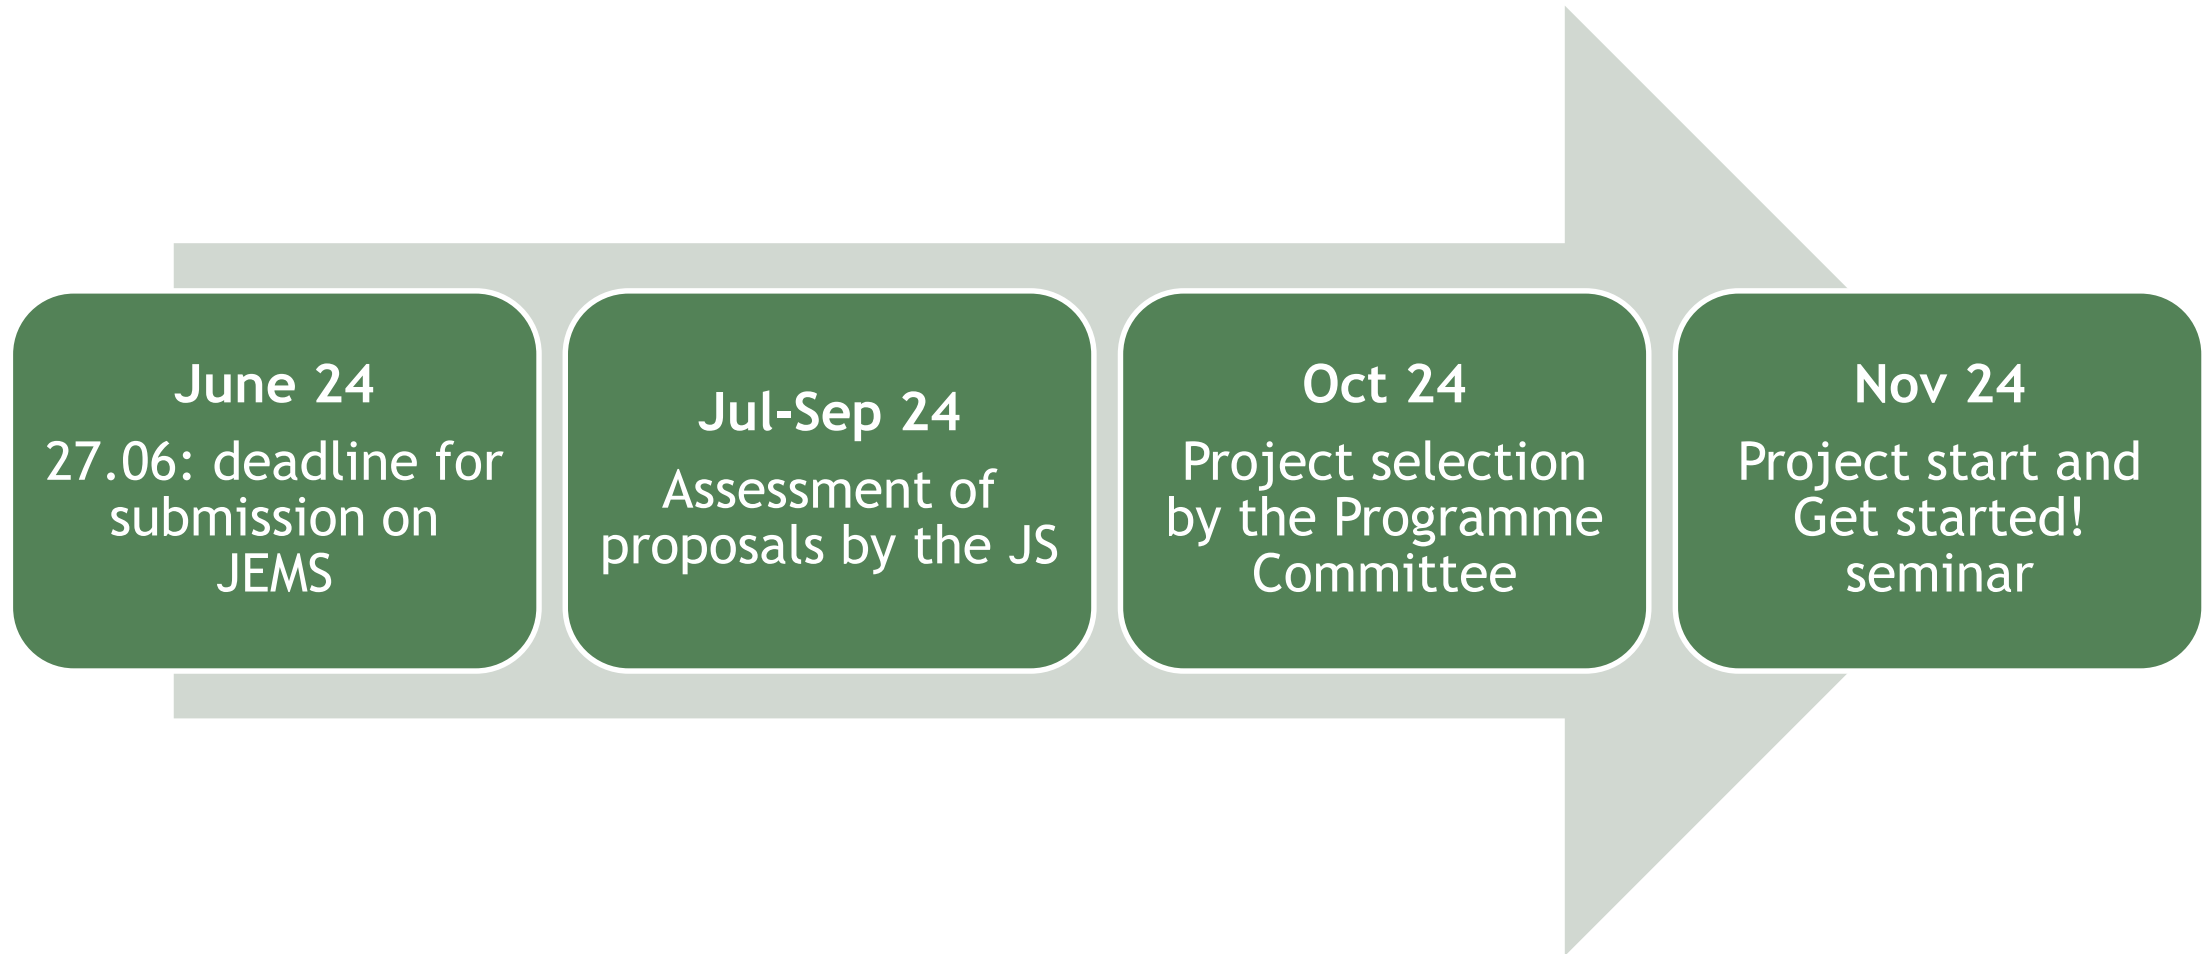 June 24
27.06: deadline for
submission on
JEMS
Jul-Sep 24
Assessment of
proposals by the JS
Oct 24
Project selection
by the Programme
Committee
Nov 24
Project start and
Get started!
seminar